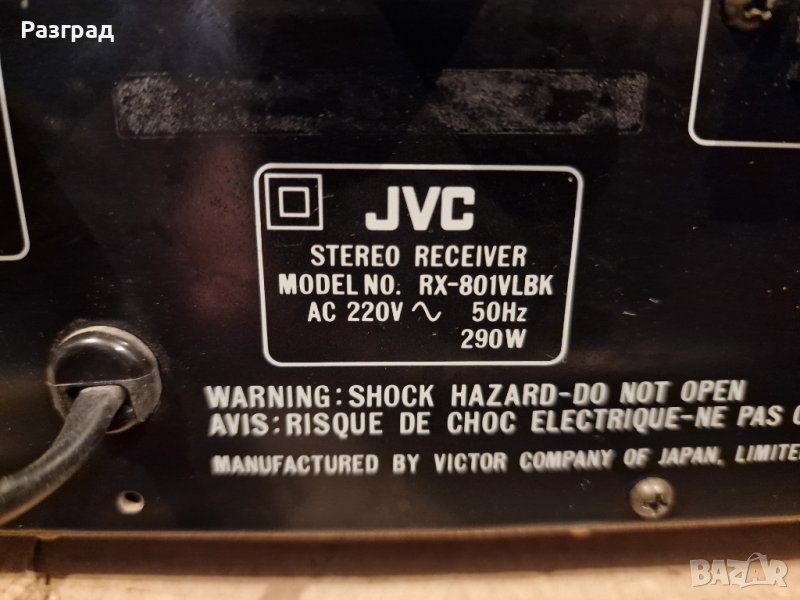 Разград
JVC
STEREO RECEIVER
MODEL NO. RX-801VLBK
AC 220V ~ 50Hz
290W
WARNING: SHOCK HAZARD-DO NOT OPEN
AVIS: RISQUE DE CHOC ELECTRIQUE-NE PAS
MANUFACTURED BY VICTOR COMPANY OF JAPAN, LIMITE
BAZAR